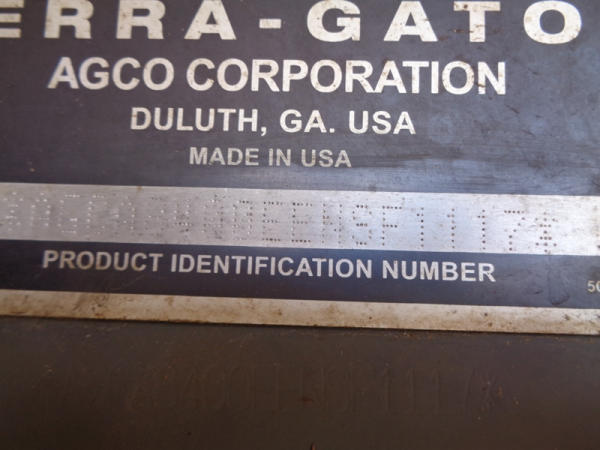 ERRA-GATO
AGCO CORPORATION
DULUTH, GA. USA
MADE IN USA
PRODUCT IDENTIFICATION NUMBER